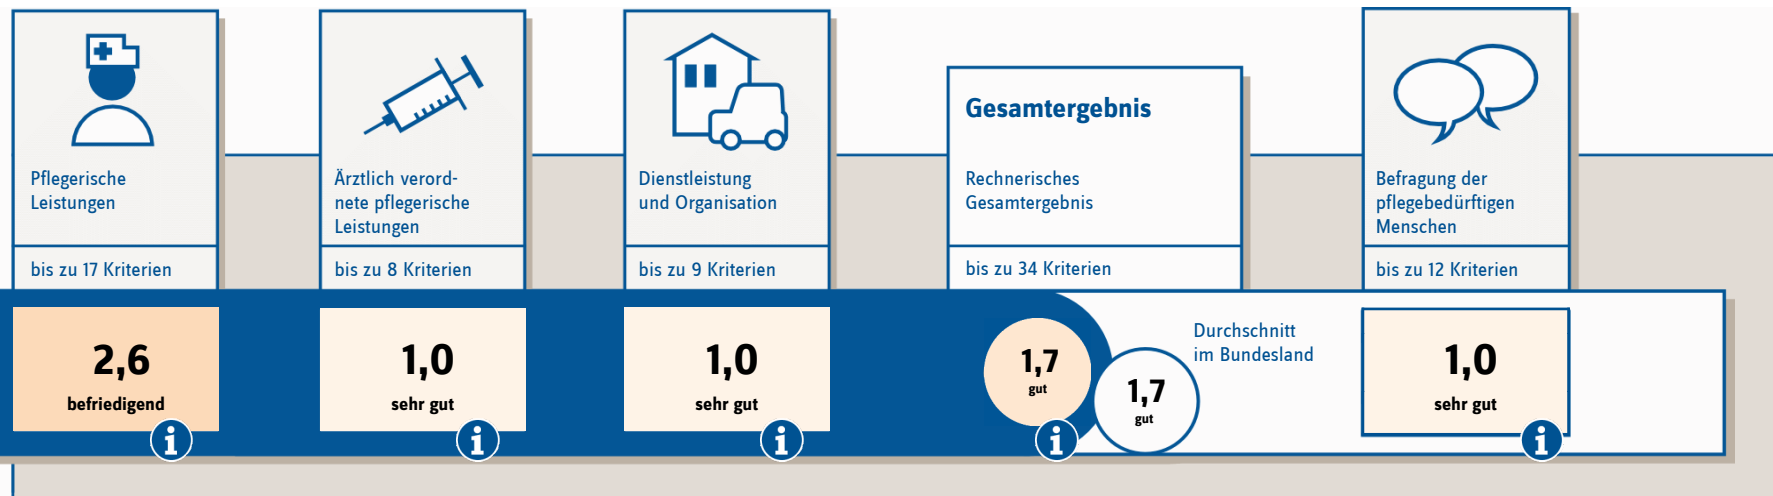 Pflegerische
Leistungen
bis zu 17 Kriterien
2,6
befriedigend
i
Ärztlich verord-
nete pflegerische
Leistungen
bis zu 8 Kriterien
1,0
sehr gut
i
Dienstleistung
und Organisation
bis zu 9 Kriterien
1,0
sehr gut
i
Gesamtergebnis
Rechnerisches
Gesamtergebnis
bis zu 34 Kriterien
1,7
gut
i
1,7
gut
Durchschnitt
im Bundesland
Befragung der
pflegebedürftigen
Menschen
bis zu 12 Kriterien
1,0
sehr gut
i